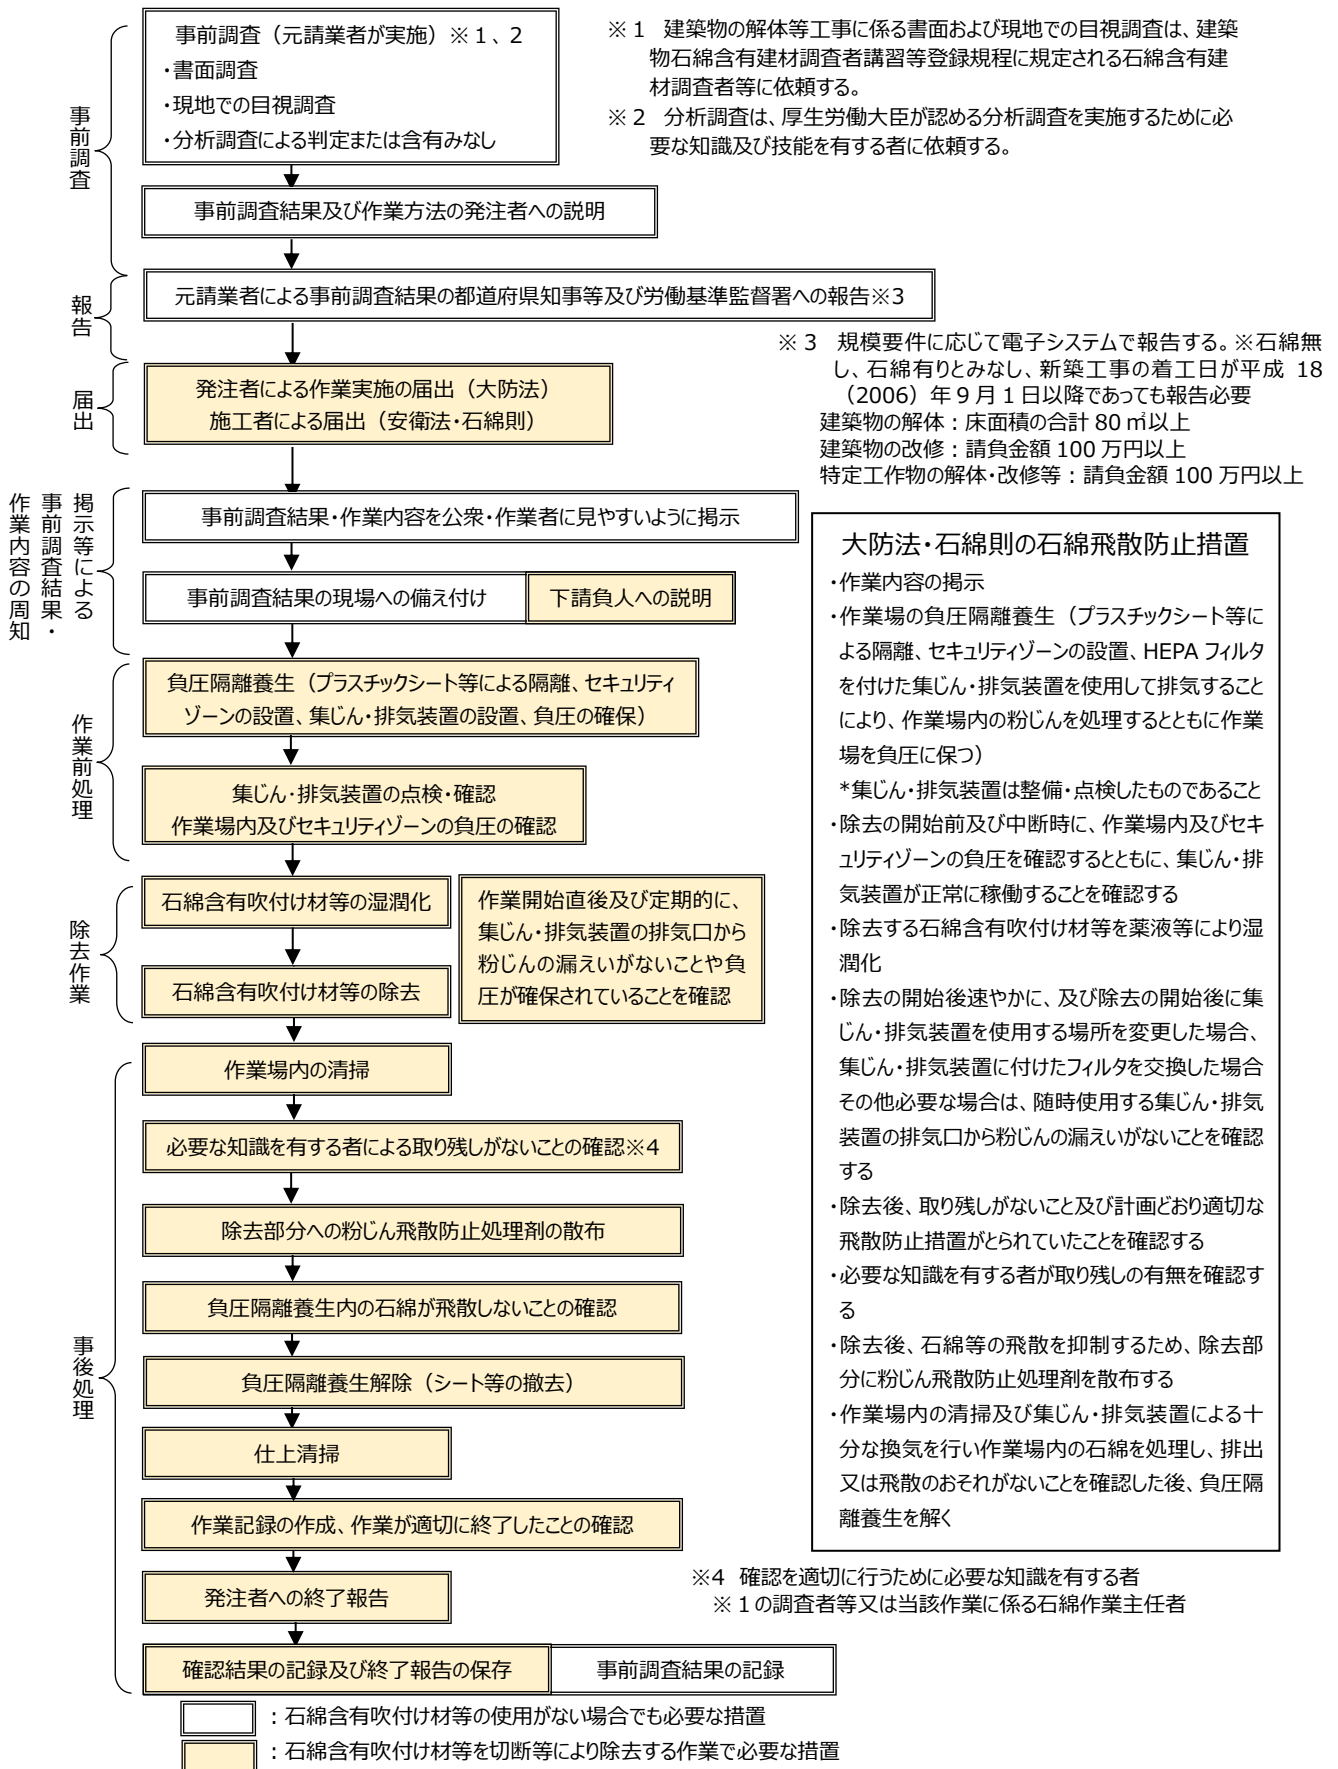 事前調査（元請業者が実施）※１、２
・書面調査
・現地での目視調査
・分析調査による判定または含有みなし
※１　建築物の解体等工事に係る書面および現地での目視調査は、建築
物石綿含有建材調査者講習等登録規程に規定される石綿含有建
材調査者等に依頼する。
※２　分析調査は、厚生労働大臣が認める分析調査を実施するために必
要な知識及び技能を有する者に依頼する。
事前調査
事前調査結果及び作業方法の発注者への説明
報告
元請業者による事前調査結果の都道府県知事等及び労働基準監督署への報告※3
※３　規模要件に応じて電子システムで報告する。※石綿無
し、石綿有りとみなし、新築工事の着工日が平成 18
（2006）年 9 月 1 日以降であっても報告必要
建築物の解体：床面積の合計 80 ㎡以上
建築物の改修：請負金額 100 万円以上
特定工作物の解体・改修等：請負金額 100 万円以上
届出
発注者による作業実施の届出（大防法）
施工者による届出（安衛法・石綿則）
掲示等による
事前調査結果・
作業内容の周知
事前調査結果・作業内容を公衆・作業者に見やすいように掲示
事前調査結果の現場への備え付け
下請負人への説明
作業前処理
負圧隔離養生（プラスチックシート等による隔離、セキュリティ
ゾーンの設置、集じん・排気装置の設置、負圧の確保）
集じん・排気装置の点検・確認
作業場内及びセキュリティゾーンの負圧の確認
除去作業
石綿含有吹付け材等の湿潤化
石綿含有吹付け材等の除去
作業開始直後及び定期的に、
集じん・排気装置の排気口から
粉じんの漏えいがないことや負
圧が確保されていることを確認
事後処理
作業場内の清掃
必要な知識を有する者による取り残しがないことの確認※4
除去部分への粉じん飛散防止処理剤の散布
負圧隔離養生内の石綿が飛散しないことの確認
負圧隔離養生解除（シート等の撤去）
仕上清掃
作業記録の作成、作業が適切に終了したことの確認
発注者への終了報告
確認結果の記録及び終了報告の保存
事前調査結果の記録
大防法・石綿則の石綿飛散防止措置
・作業内容の掲示
・作業場の負圧隔離養生（プラスチックシート等に
よる隔離、セキュリティゾーンの設置、HEPA フィルタ
を付けた集じん・排気装置を使用して排気すること
により、作業場内の粉じんを処理するとともに作業
場を負圧に保つ）
*集じん・排気装置は整備・点検したものであること
・除去の開始前及び中断時に、作業場内及びセキ
ュリティゾーンの負圧を確認するとともに、集じん・排
気装置が正常に稼働することを確認する
・除去する石綿含有吹付け材等を薬液等により湿
潤化
・除去の開始後速やかに、及び除去の開始後に集
じん・排気装置を使用する場所を変更した場合、
集じん・排気装置に付けたフィルタを交換した場合
その他必要な場合は、随時使用する集じん・排気
装置の排気口から粉じんの漏えいがないことを確認
する
・除去後、取り残しがないこと及び計画どおり適切な
飛散防止措置がとられていたことを確認する
・必要な知識を有する者が取り残しの有無を確認す
る
・除去後、石綿等の飛散を抑制するため、除去部
分に粉じん飛散防止処理剤を散布する
・作業場内の清掃及び集じん・排気装置による十
分な換気を行い作業場内の石綿を処理し、排出
又は飛散のおそれがないことを確認した後、負圧隔
離養生を解く
※4 確認を適切に行うために必要な知識を有する者
※１の調査者等又は当該作業に係る石綿作業主任者
：石綿含有吹付け材等の使用がない場合でも必要な措置
：石綿含有吹付け材等を切断等により除去する作業で必要な措置